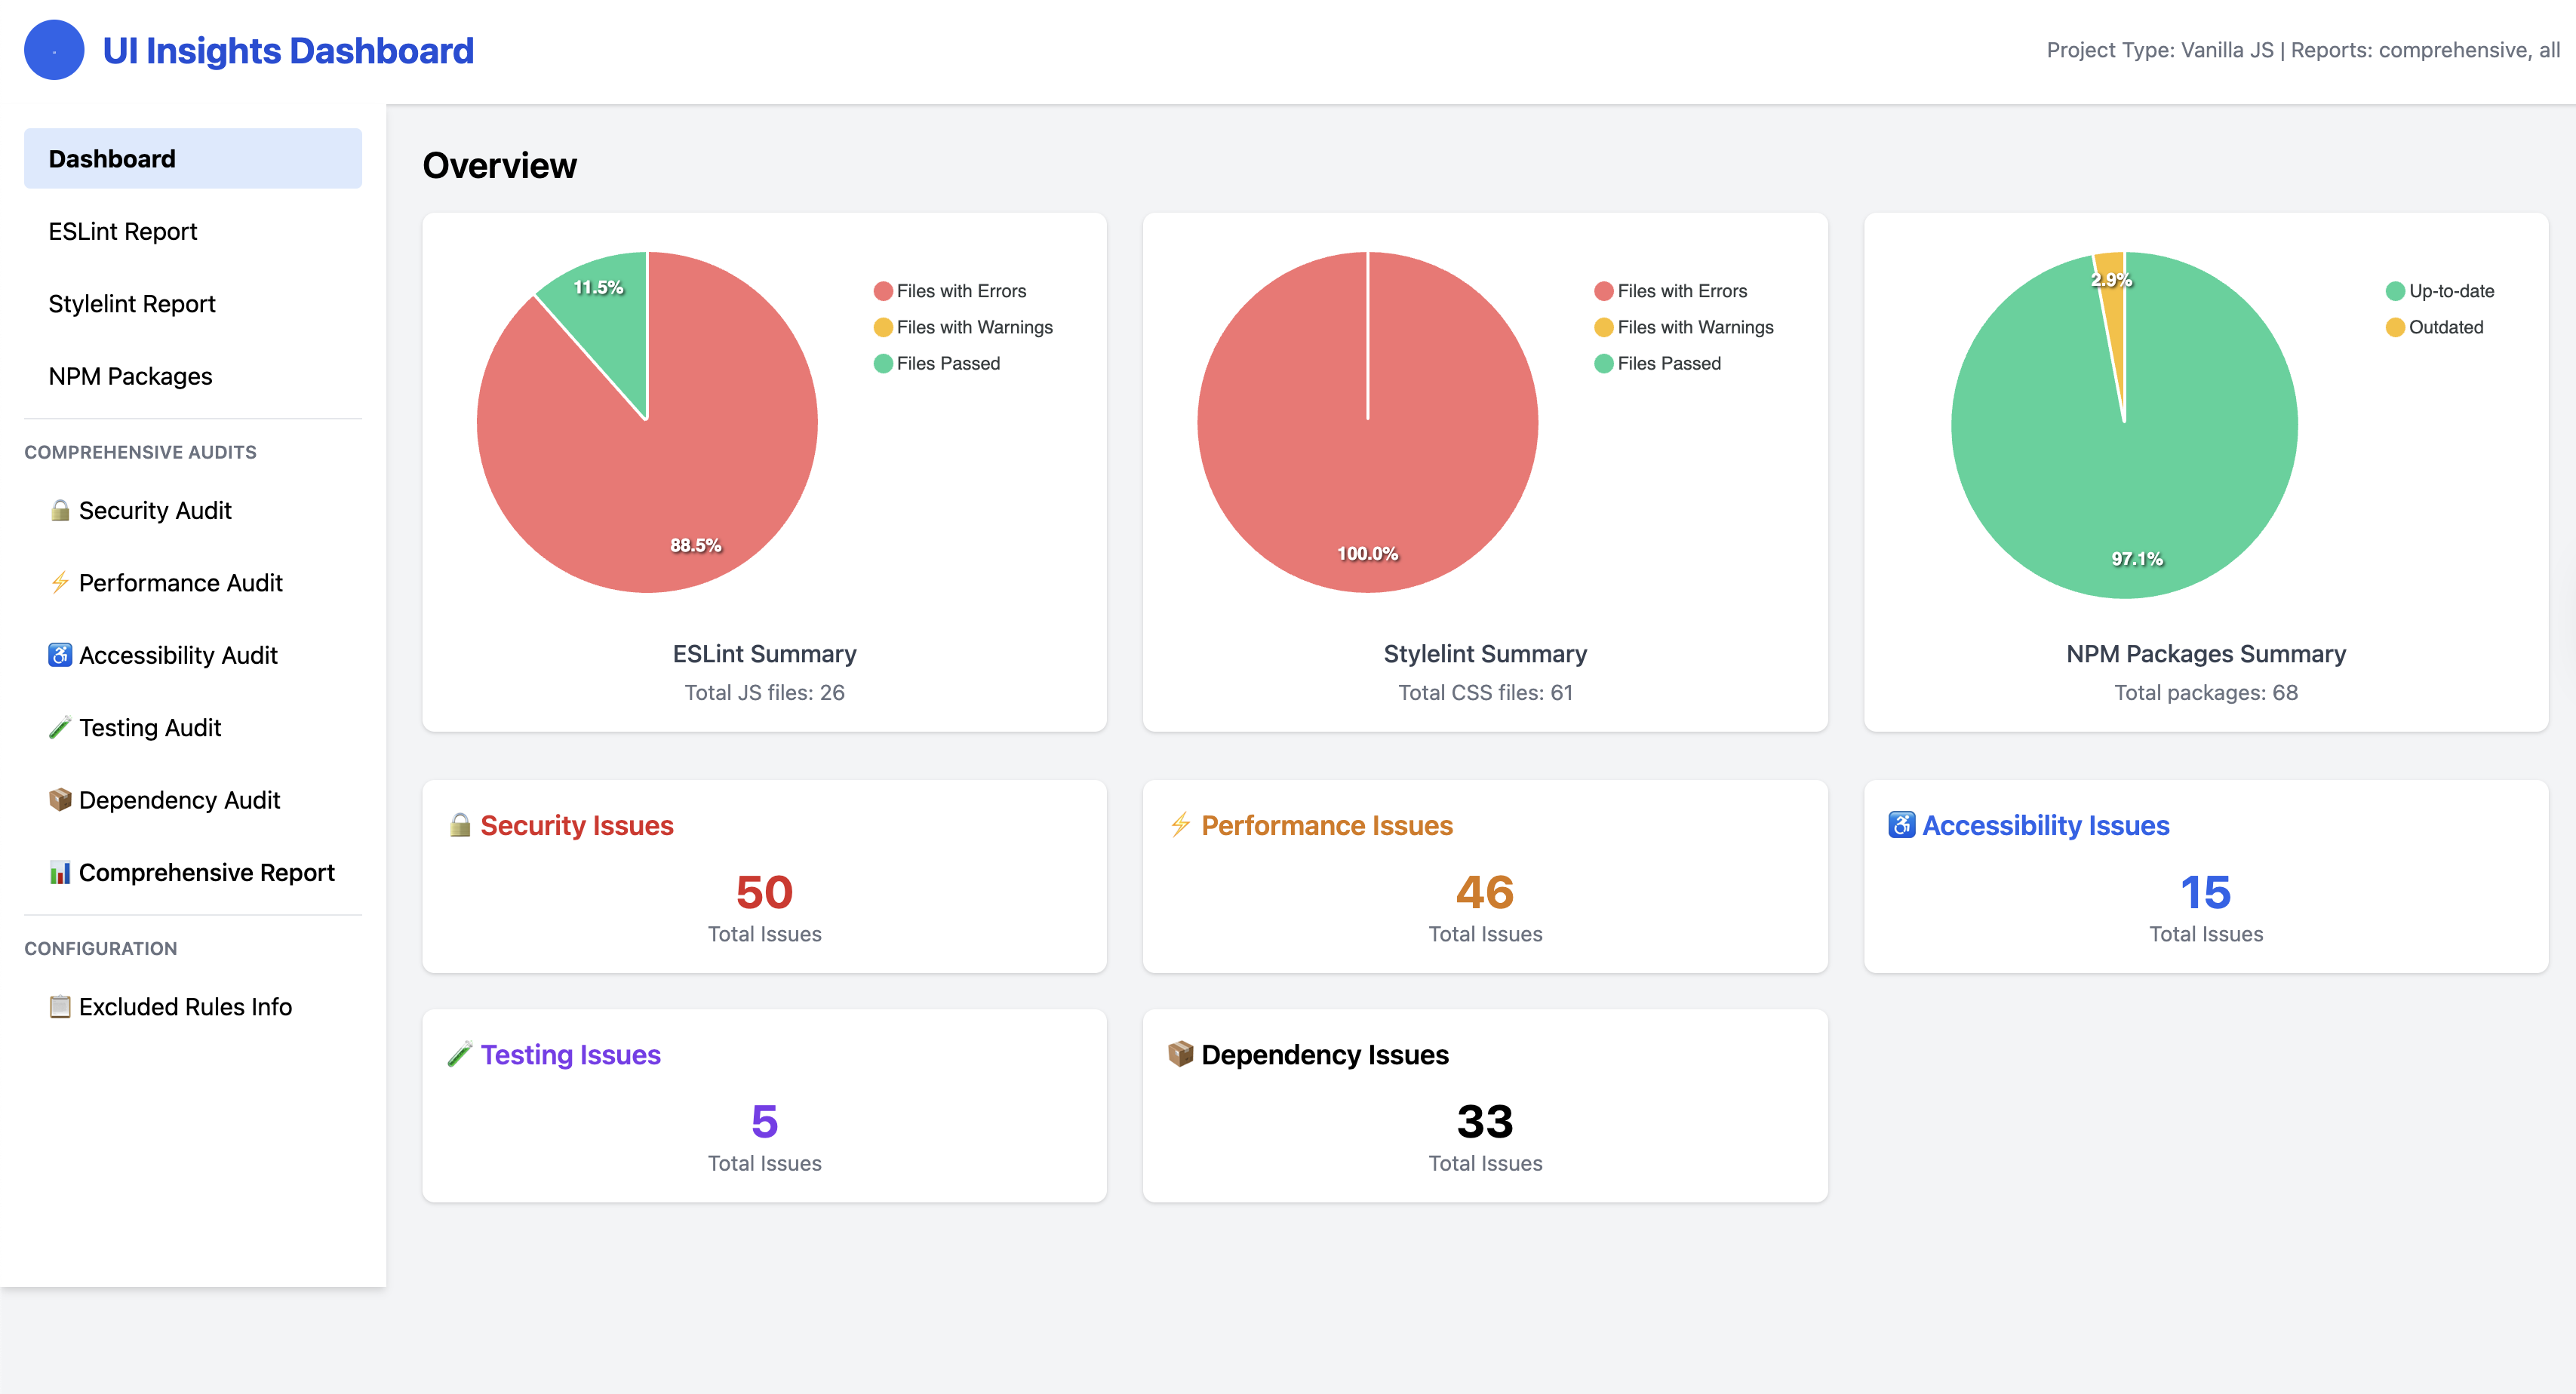 UI Insights Dashboard
Project Type: Vanilla JS | Reports: comprehensive, all
Dashboard
ESLint Report
Stylelint Report
NPM Packages
COMPREHENSIVE AUDITS
Security Audit
Performance Audit
Accessibility Audit
Testing Audit
Dependency Audit
Comprehensive Report
CONFIGURATION
Excluded Rules Info
Overview
11.5%
88.5%
Files with Errors
Files with Warnings
Files Passed
ESLint Summary
Total JS files: 26
100.0%
Files with Errors
Files with Warnings
Files Passed
Stylelint Summary
Total CSS files: 61
2.9%
97.1%
Up-to-date
Outdated
NPM Packages Summary
Total packages: 68
Security Issues
50
Total Issues
Performance Issues
46
Total Issues
Accessibility Issues
15
Total Issues
Testing Issues
5
Total Issues
Dependency Issues
33
Total Issues